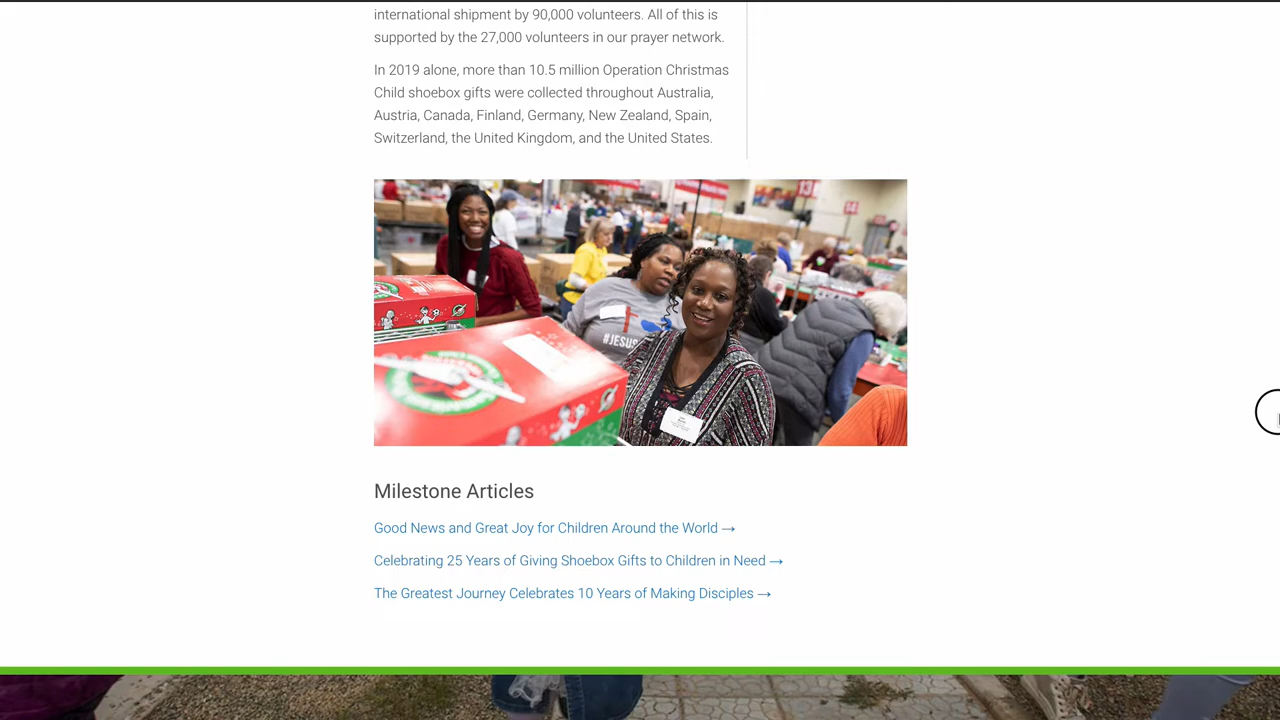 international shipment by 90,000 volunteers. All of this is
supported by the 27,000 volunteers in our prayer network.
In 2019 alone, more than 10.5 million Operation Christmas
Child shoebox gifts were collected throughout Australia,
Austria, Canada, Finland, Germany, New Zealand, Spain,
Switzerland, the United Kingdom, and the United States.
13
14
#JESUS
Milestone Articles
Good News and Great Joy for Children Around the World →
Celebrating 25 Years of Giving Shoebox Gifts to Children in Need →
The Greatest Journey Celebrates 10 Years of Making Disciples →